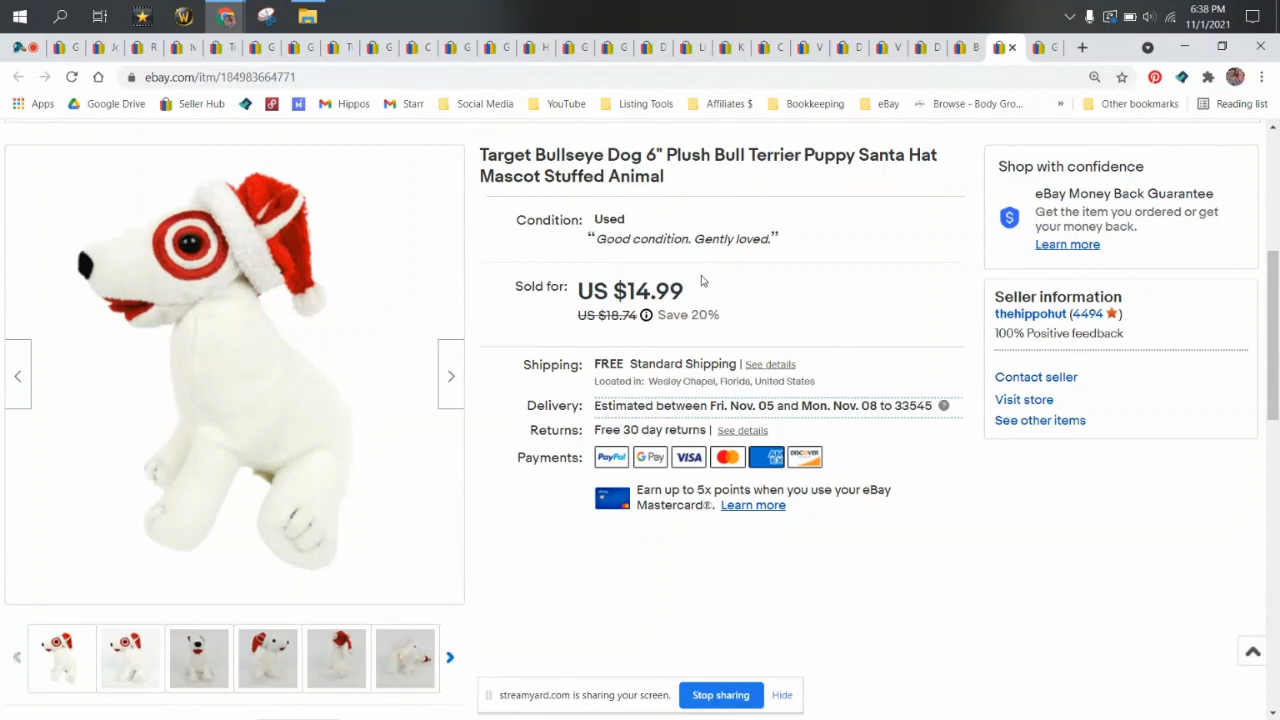 6:38 PM
11/1/2021
ebay.com/itm/184983664771
Apps Google Drive Seller Hub Hippos Starr Social Media YouTube Listing Tools Affiliates $ Bookkeeping eBay Browse - Body Gro... » Other bookmarks Reading list
Target Bullseye Dog 6" Plush Bull Terrier Puppy Santa Hat
Mascot Stuffed Animal
Condition: Used
“Good condition. Gently loved.”
Sold for: US $14.99
US $18.74 Save 20%
Shipping: FREE Standard Shipping | See details
Located in: Wesley Chapel, Florida, United States
Delivery: Estimated between Fri. Nov. 05 and Mon. Nov. 08 to 33545
Returns: Free 30 day returns | See details
Payments: PayPal G Pay VISA AM EX DISCOVER
Earn up to 5x points when you use your eBay
Mastercard®. Learn more
Shop with confidence
eBay Money Back Guarantee
Get the item you ordered or get
your money back.
Learn more
Seller information
thehippohut (4494)
100% Positive feedback
Contact seller
Visit store
See other items
streamyard.com is sharing your screen. Stop sharing Hide